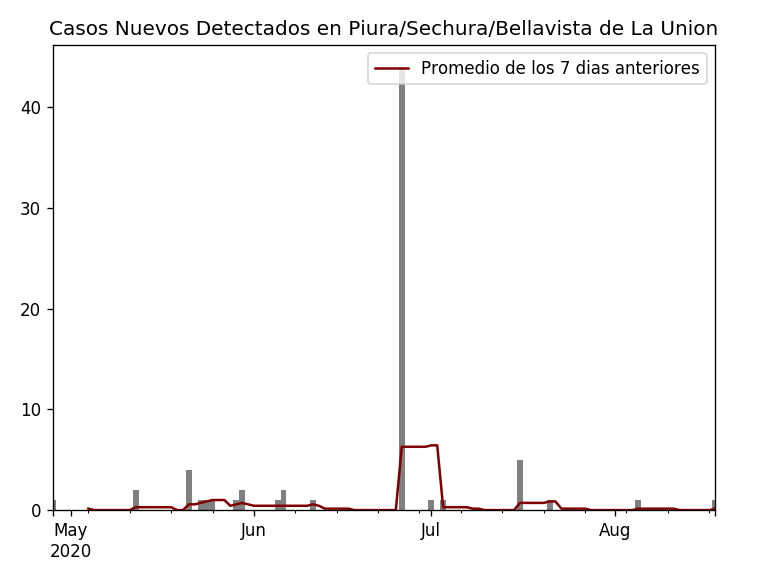 Casos Nuevos Detectados en Piura/Sechura/Bellavista de La Union
Promedio de los 7 dias anteriores
40
30
20
10
0
May Jun Jul Aug
2020